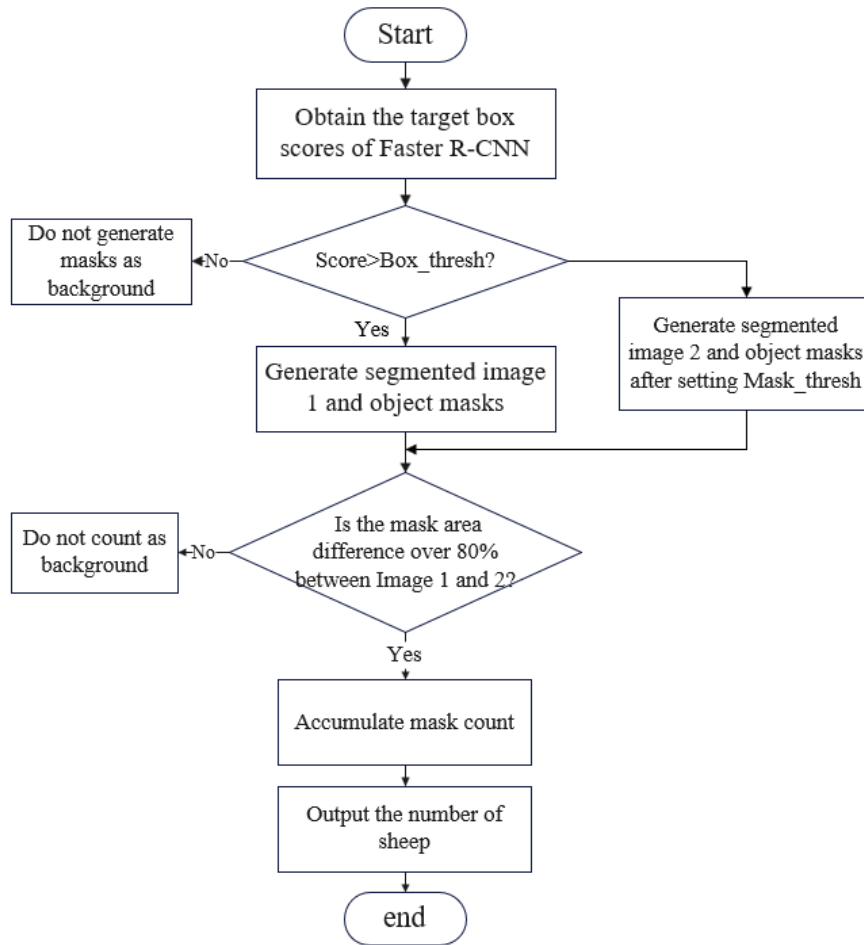 Start
Obtain the target box
scores of Faster R-CNN
Do not generate
masks as
background
No
Score>Box_thresh?
Yes
Generate segmented
image 2 and object masks
after setting Mask_thresh
Generate segmented image
1 and object masks
Do not count as
background
No
Is the mask area
difference over 80%
between Image 1 and 2?
Yes
Accumulate mask count
Output the number of
sheep
end